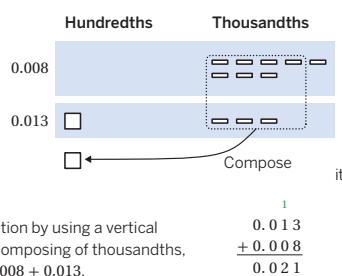 Hundredths Thousandths
0.008
0.013
Compose
it
1
tion by using a vertical 0.013
omposing of thousandths, + 0.008
008 + 0.013. 0.021